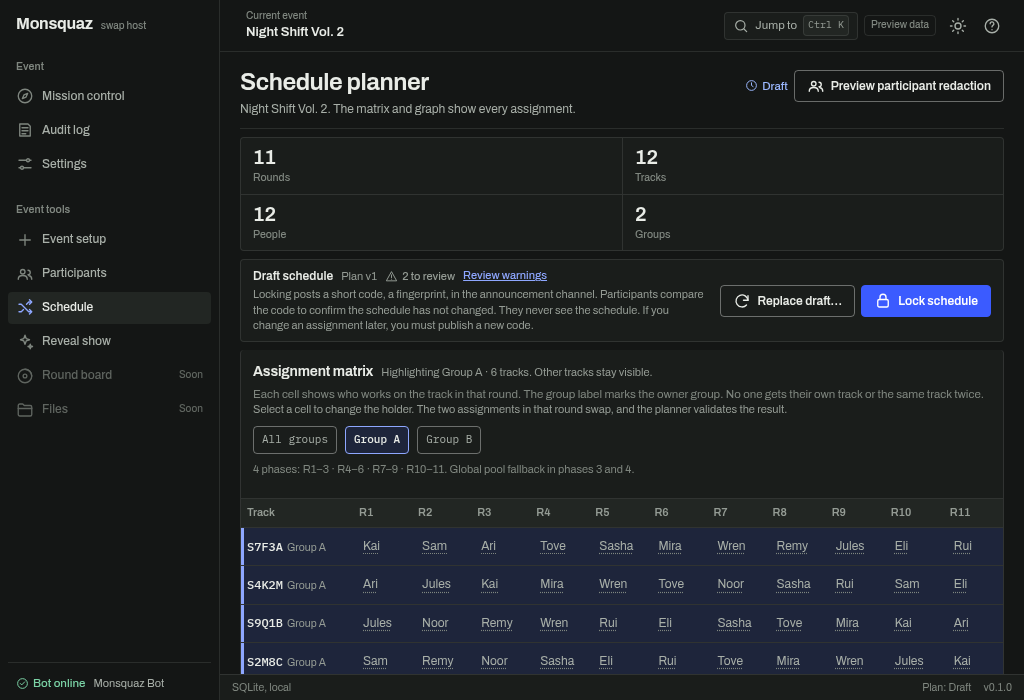 Monsquaz swap host
Event
Mission control
Audit log
Settings
Event tools
Event setup
Participants
Schedule
Reveal show
Round board Soon
Files Soon
Bot online Monsquaz Bot
Current event
Night Shift Vol. 2
Jump to Ctrl K
Preview data
Schedule planner
Night Shift Vol. 2. The matrix and graph show every assignment.
Draft
Preview participant redaction
11
Rounds
12
Tracks
12
People
2
Groups
Draft schedule Plan v1 2 to review Review warnings
Locking posts a short code, a fingerprint, in the announcement channel. Participants compare
the code to confirm the schedule has not changed. They never see the schedule. If you
change an assignment later, you must publish a new code.
Replace draft...
Lock schedule
Assignment matrix Highlighting Group A · 6 tracks. Other tracks stay visible.
Each cell shows who works on the track in that round. The group label marks the owner group. No one gets their own track or the same track twice.
Select a cell to change the holder. The two assignments in that round swap, and the planner validates the result.
All groups Group A Group B
4 phases: R1–3 · R4–6 · R7–9 · R10–11. Global pool fallback in phases 3 and 4.
Track R1 R2 R3 R4 R5 R6 R7 R8 R9 R10 R11
S7F3A Group A Kai Sam Ari Tove Sasha Mira Wren Remy Jules Eli Rui
S4K2M Group A Ari Jules Kai Mira Wren Tove Noor Sasha Rui Sam Eli
S9Q1B Group A Jules Noor Remy Wren Rui Eli Sasha Tove Mira Kai Ari
S2M8C Group A Sam Remy Noor Sasha Eli Rui Tove Mira Wren Jules Kai
SQLite, local
Plan: Draft v0.1.0